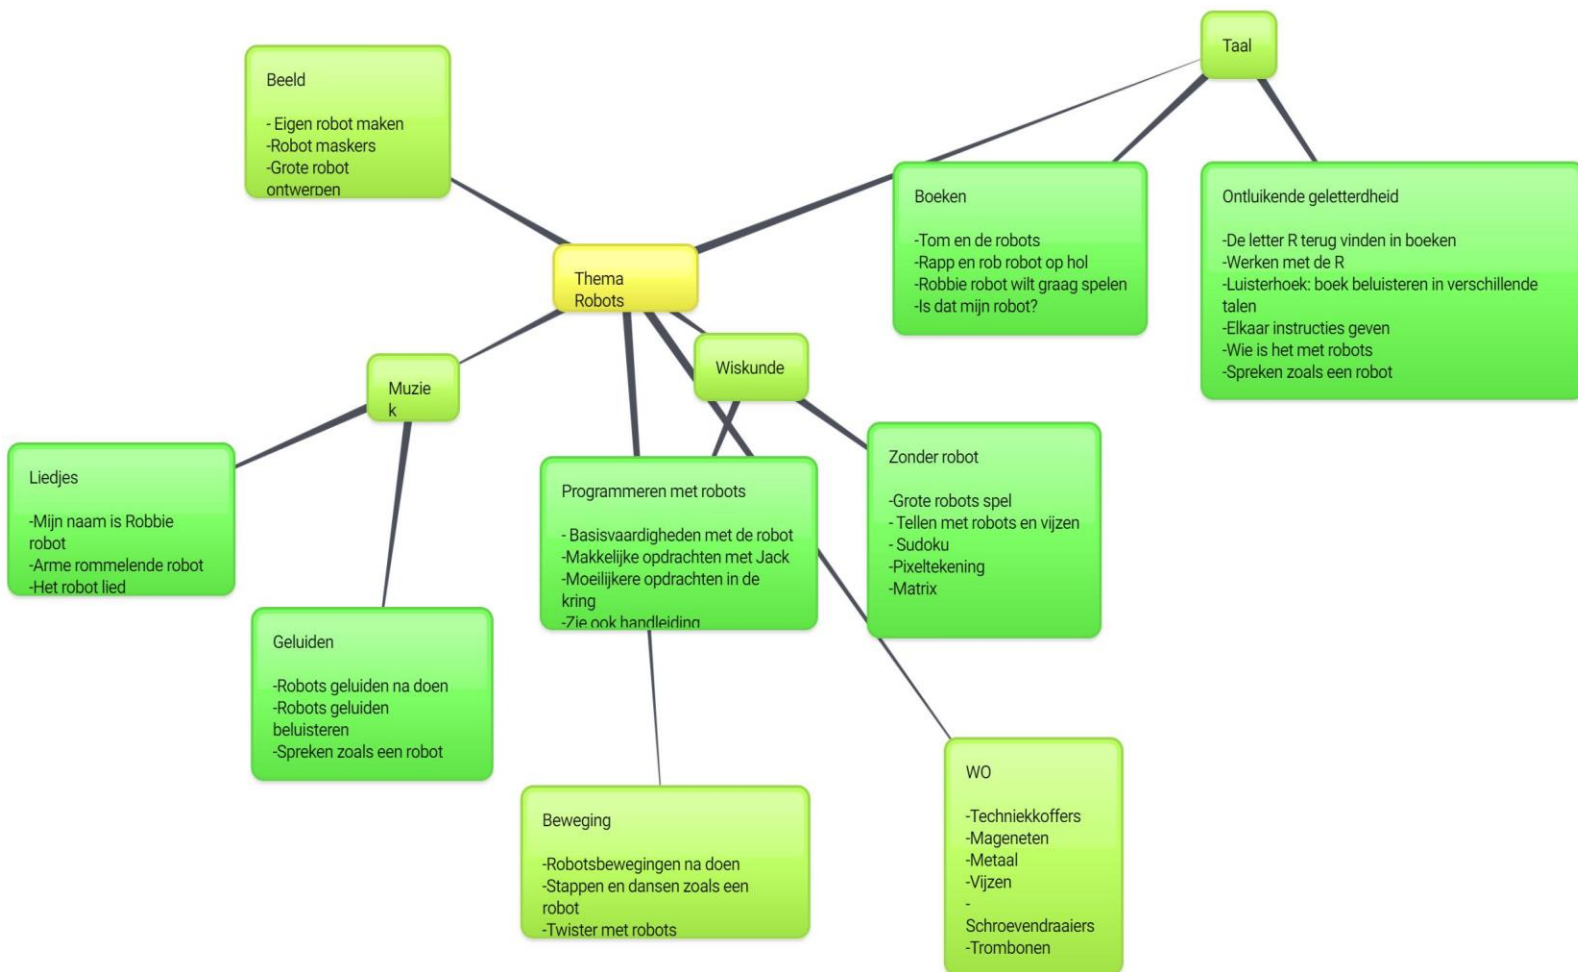 Taal
Beeld
- Eigen robot maken
-Robot maskers
-Grote robot
ontwerpen
Boeken
-Tom en de robots
-Rapp en rob robot op hol
-Robbie robot wilt graag spelen
-Is dat mijn robot?
Ontluikende geletterdheid
-De letter R terug vinden in boeken
-Werken met de R
-Luisterhoek: boek beluisteren in verschillende
talen
-Elkaar instructies geven
-Wie is het met robots
-Spreken zoals een robot
Thema
Robots
Wiskunde
Muzie
k
Liedjes
-Mijn naam is Robbie
robot
-Arme rommelende robot
-Het robot lied
Programmeren met robots
- Basisvaardigheden met de robot
-Makkelijke opdrachten met Jack
-Moeilijkere opdrachten in de
kring
-Zie ook handleiding
Zonder robot
-Grote robots spel
- Tellen met robots en vijzen
- Sudoku
-Pixeltekening
-Matrix
Geluiden
-Robots geluiden na doen
-Robots geluiden
beluisteren
-Spreken zoals een robot
Beweging
-Robotsbewegingen na doen
-Stappen en dansen zoals een
robot
-Twister met robots
WO
-Techniekkoffers
-Mageneten
-Metaal
-Vijzen
-
Schroevendraaiers
-Trombonen